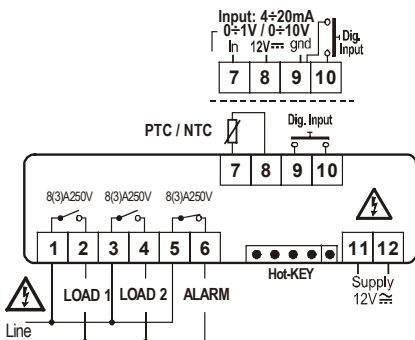 Input: 4÷20mA
0÷1V / 0÷10V
In 12V⎓ gnd
Dig. Input
7 8 9 10
PTC / NTC
Dig. Input
7 8 9 10
8(3)A250V 8(3)A250V 8(3)A250V
1 2 3 4 5 6
11 12
Hot-KEY
LOAD 1 LOAD 2 ALARM
Supply
12V≂
Line